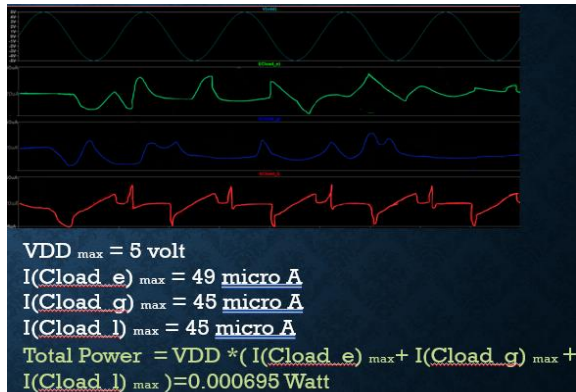 VDD max = 5 volt
I(Cload_e) max = 49 micro A
I(Cload_g) max = 45 micro A
I(Cload_l) max = 45 micro A
Total Power = VDD *( I(Cload_e) max+ I(Cload_g) max +
I(Cload_l) max )=0.000695 Watt